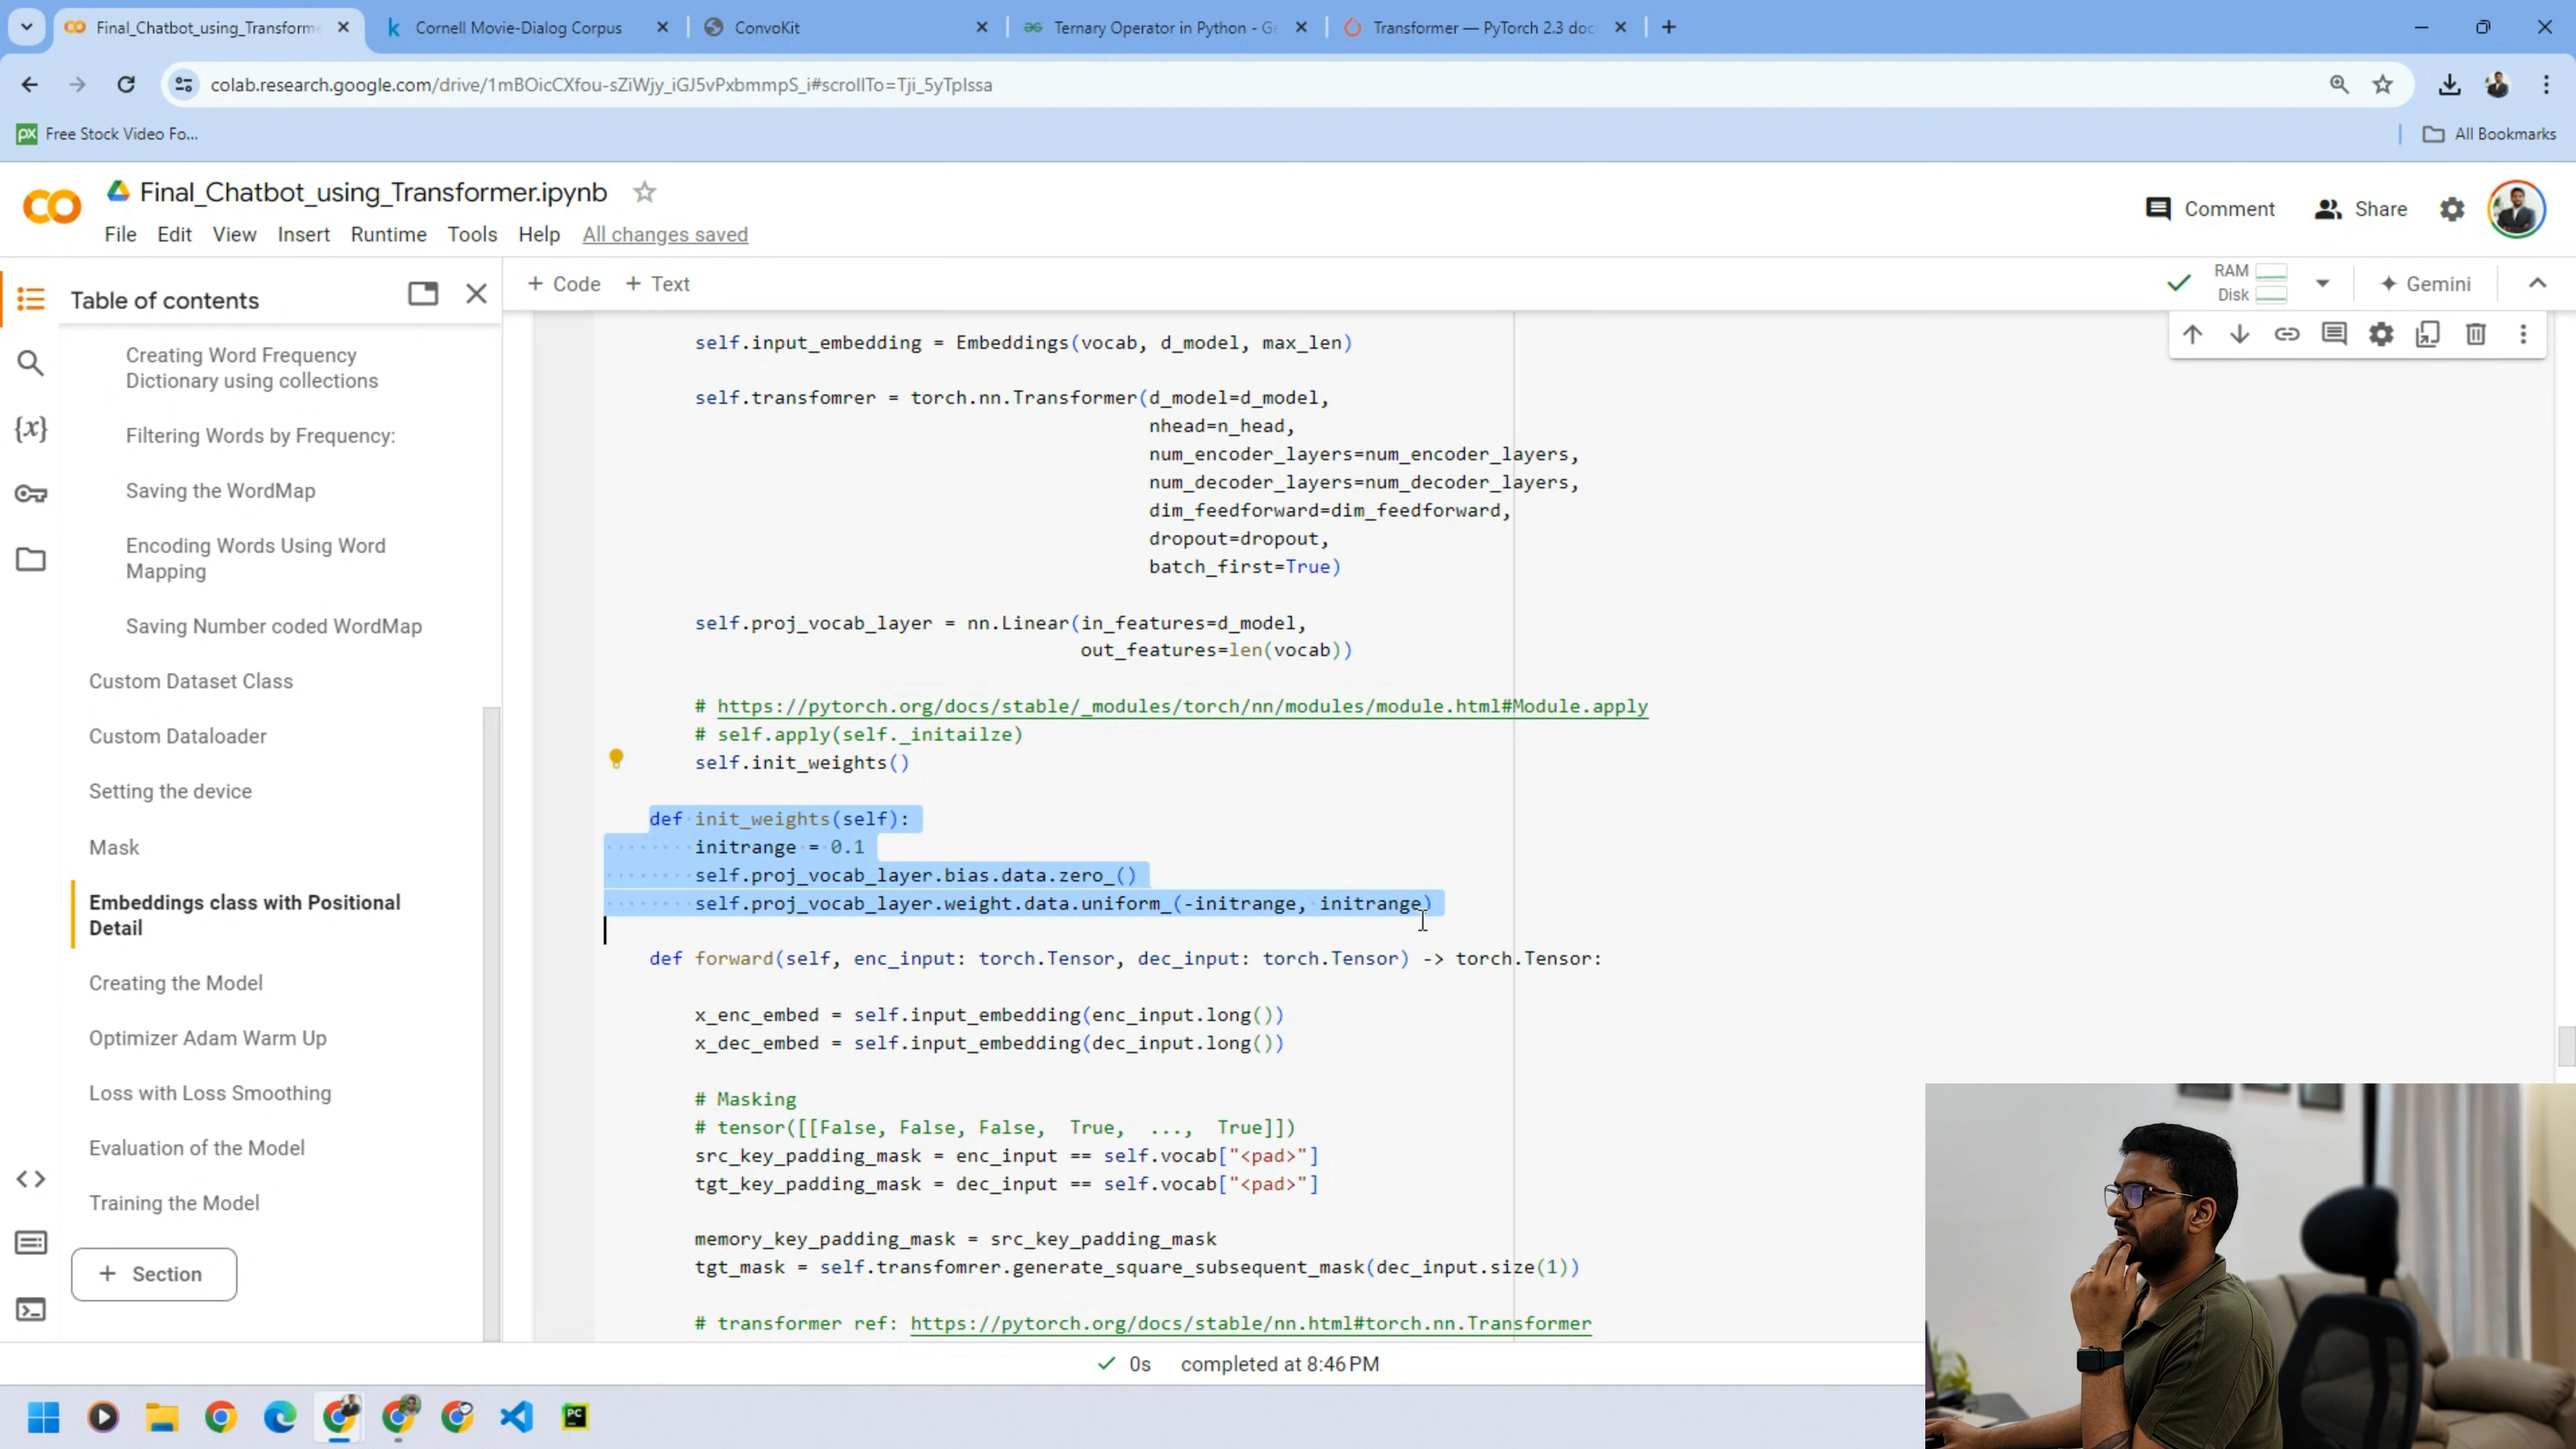 Final_Chatbot_using_Transforme
Cornell Movie-Dialog Corpus
ConvoKit
Ternary Operator in Python - Ge
Transformer — PyTorch 2.3 doc
colab.research.google.com/drive/1mBOicCXfou-sZiWjy_iGJ5vPxbmmpS_i#scrollTo=Tji_5yTpIssa
Free Stock Video Fo...
All Bookmarks
Final_Chatbot_using_Transformer.ipynb
Comment
Share
File Edit View Insert Runtime Tools Help All changes saved
Table of contents
+ Code + Text
RAM
Disk
Gemini
Creating Word Frequency
Dictionary using collections
Filtering Words by Frequency:
Saving the WordMap
Encoding Words Using Word
Mapping
Saving Number coded WordMap
Custom Dataset Class
Custom Dataloader
Setting the device
Mask
Embeddings class with Positional
Detail
Creating the Model
Optimizer Adam Warm Up
Loss with Loss Smoothing
Evaluation of the Model
Training the Model
+ Section
self.input_embedding = Embeddings(vocab, d_model, max_len)
self.transfomrer = torch.nn.Transformer(d_model=d_model,
nhead=n_head,
num_encoder_layers=num_encoder_layers,
num_decoder_layers=num_decoder_layers,
dim_feedforward=dim_feedforward,
dropout=dropout,
batch_first=True)
self.proj_vocab_layer = nn.Linear(in_features=d_model,
out_features=len(vocab))
# https://pytorch.org/docs/stable/_modules/torch/nn/modules/module.html#Module.apply
# self.apply(self._initailze)
self.init_weights()
def init_weights(self):
initrange = 0.1
self.proj_vocab_layer.bias.data.zero_()
self.proj_vocab_layer.weight.data.uniform_(-initrange, initrange)
def forward(self, enc_input: torch.Tensor, dec_input: torch.Tensor) -> torch.Tensor:
x_enc_embed = self.input_embedding(enc_input.long())
x_dec_embed = self.input_embedding(dec_input.long())
# Masking
# tensor([[False, False, False, True, ..., True]])
src_key_padding_mask = enc_input == self.vocab["<pad>"]
tgt_key_padding_mask = dec_input == self.vocab["<pad>"]
memory_key_padding_mask = src_key_padding_mask
tgt_mask = self.transfomrer.generate_square_subsequent_mask(dec_input.size(1))
# transformer ref: https://pytorch.org/docs/stable/nn.html#torch.nn.Transformer
0s completed at 8:46 PM